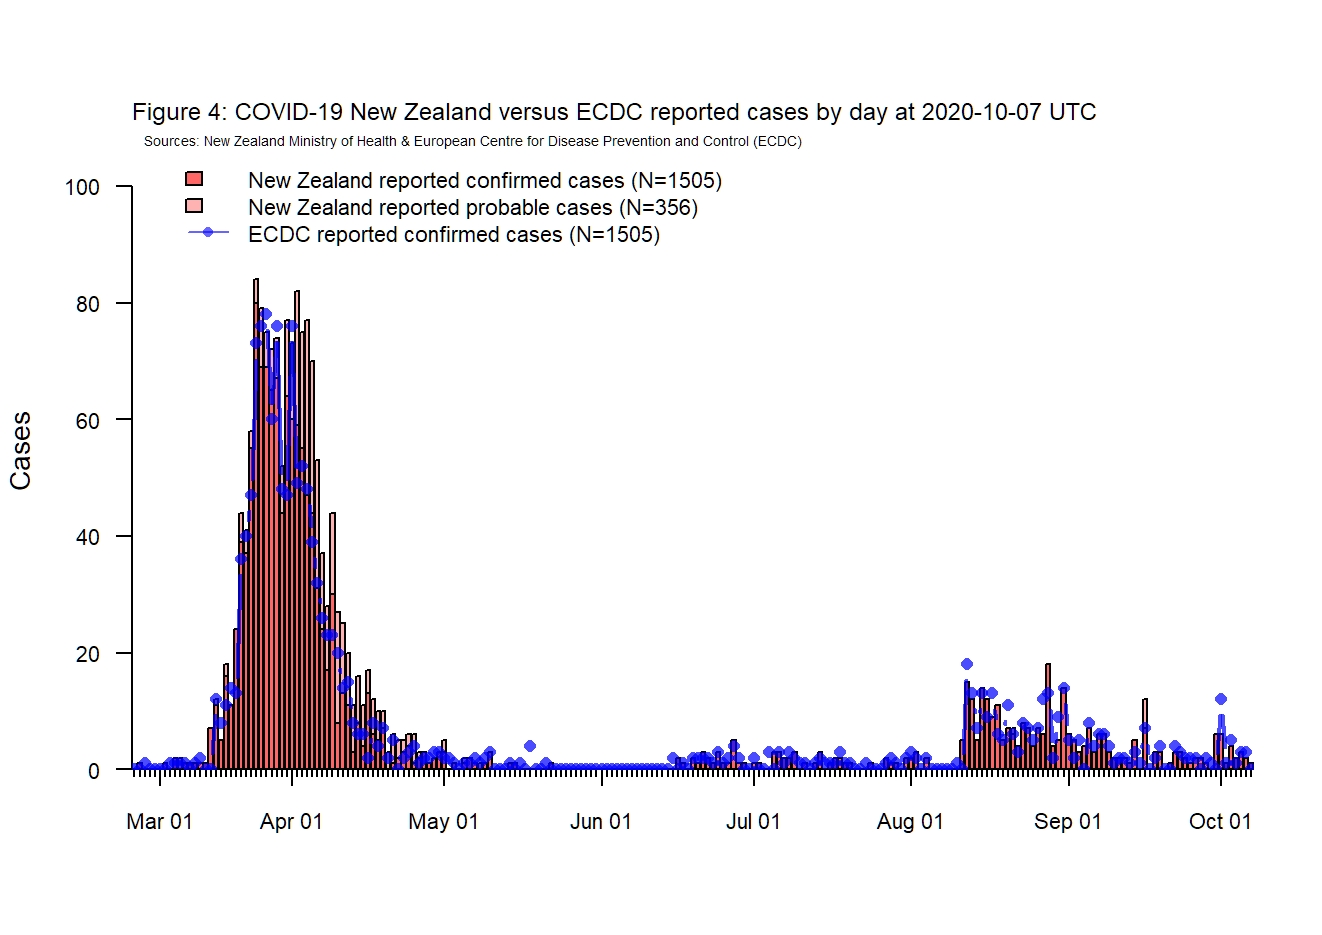 Figure 4: COVID-19 New Zealand versus ECDC reported cases by day at 2020-10-07 UTC
Sources: New Zealand Ministry of Health & European Centre for Disease Prevention and Control (ECDC)
New Zealand reported confirmed cases (N=1505)
New Zealand reported probable cases (N=356)
ECDC reported confirmed cases (N=1505)
100
80
60
40
20
0
Cases
Mar 01 Apr 01 May 01 Jun 01 Jul 01 Aug 01 Sep 01 Oct 01